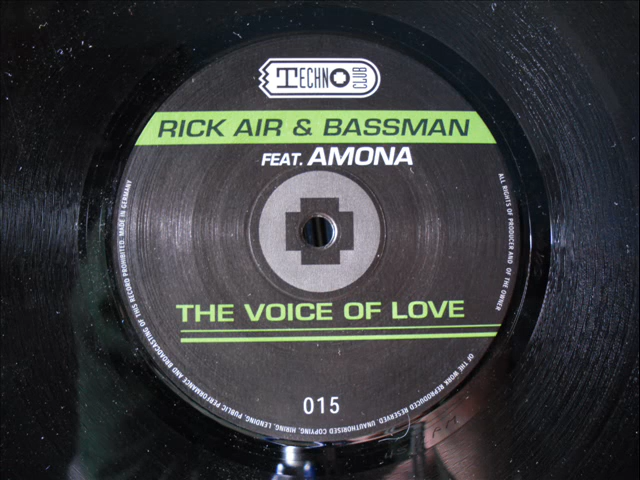 TECHNO CLUB
RICK AIR & BASSMAN
FEAT. AMONA
THE VOICE OF LOVE
015
ALL RIGHTS OF PRODUCER AND OF THE OWNER
OF THE WORK REPRODUCED RESERVED. UNAUTHORISED COPYING, HIRING, LENDING, PUBLIC PERFORMANCE AND BROADCASTING OF THIS RECORD PROHIBITED. MADE IN GERMANY